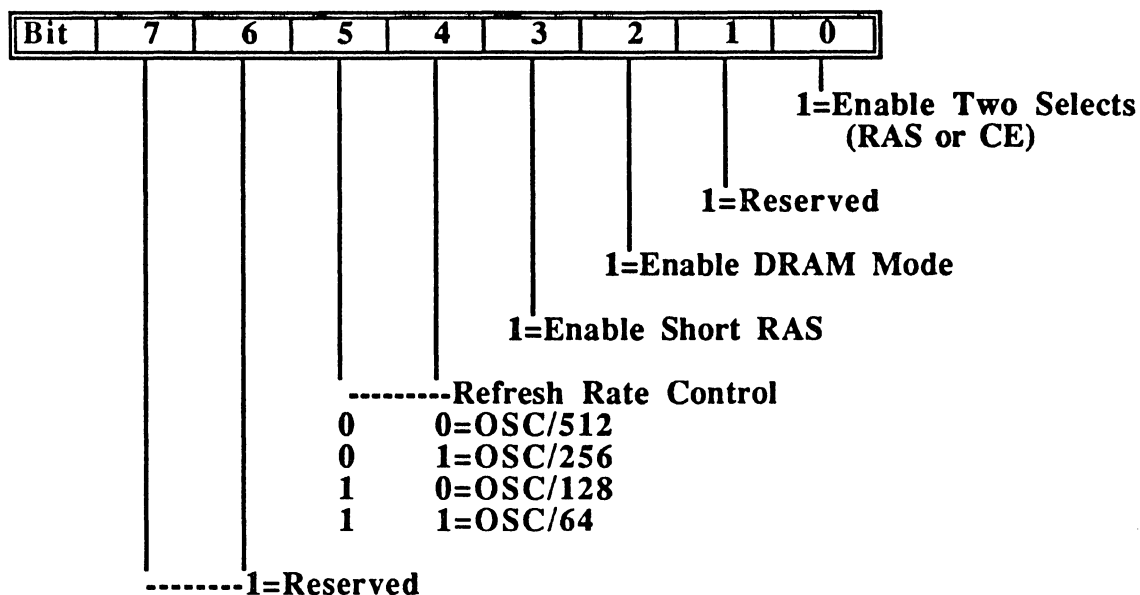 Bit 7 6 5 4 3 2 1 0
1=Enable Two Selects
(RAS or CE)
1=Reserved
1=Enable DRAM Mode
1=Enable Short RAS
---------Refresh Rate Control
0 0=OSC/512
0 1=OSC/256
1 0=OSC/128
1 1=OSC/64
--------1=Reserved